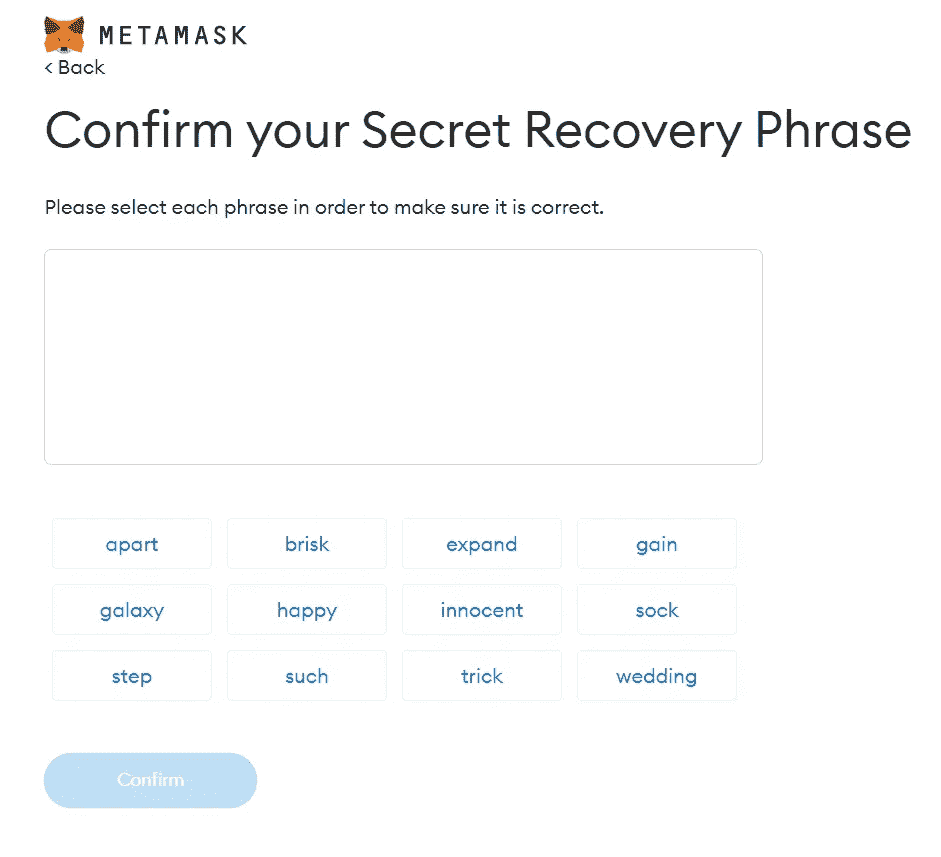 METAMASK
< Back
Confirm your Secret Recovery Phrase
Please select each phrase in order to make sure it is correct.
apart brisk expand gain
galaxy happy innocent sock
step such trick wedding
Confirm